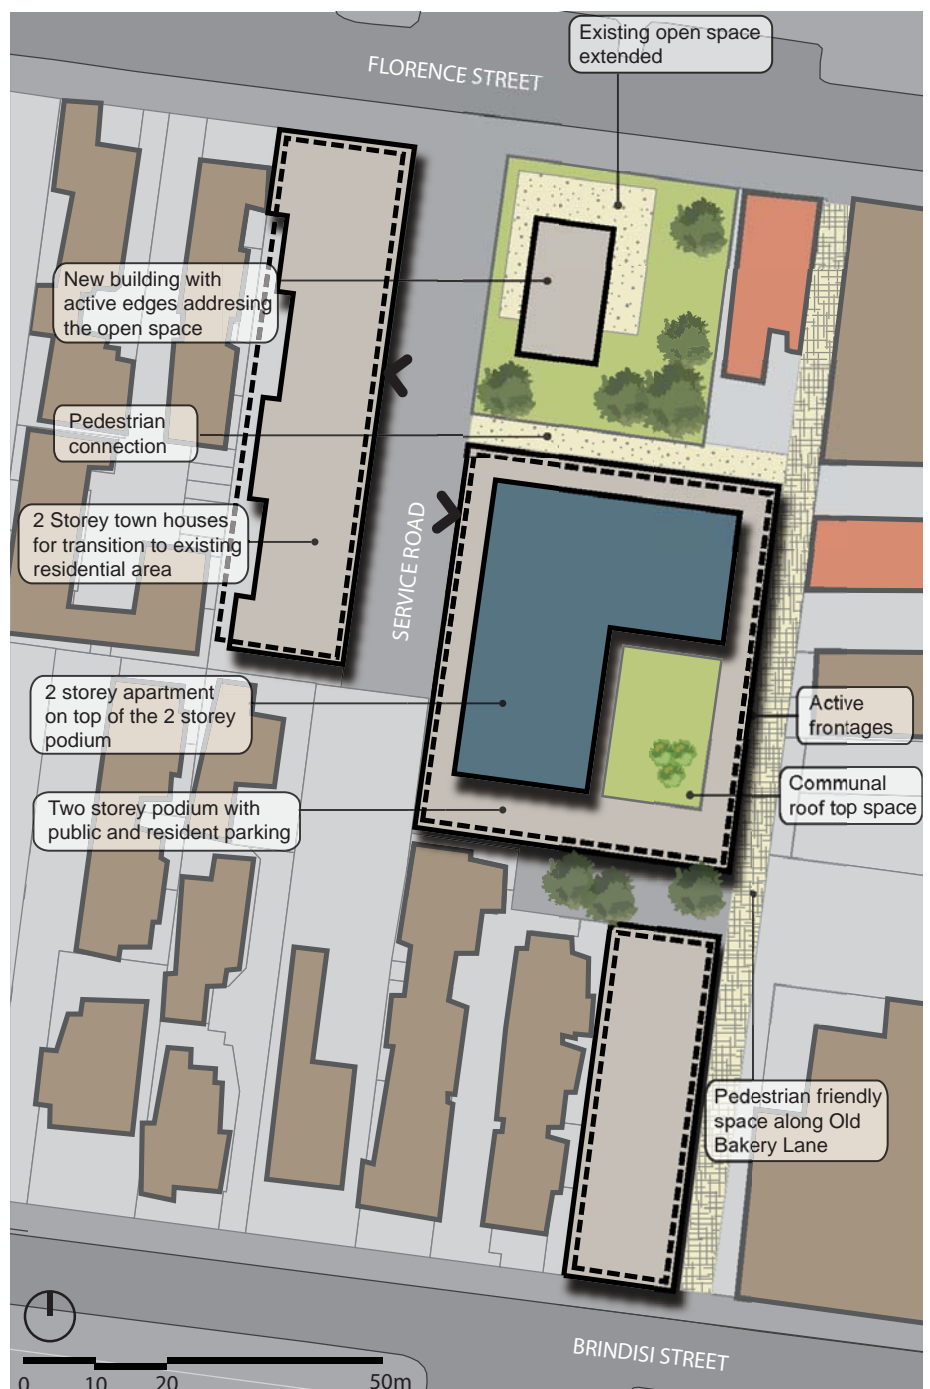 Existing open space
extended
FLORENCE STREET
New building with
active edges addresing
the open space
Pedestrian
connection
2 Storey town houses
for transition to existing
residential area
SERVICE ROAD
2 storey apartment
on top of the 2 storey
podium
Active
frontages
Communal
roof top space
Two storey podium with
public and resident parking
Pedestrian friendly
space along Old
Bakery Lane
BRINDISI STREET
0 10 20 50m